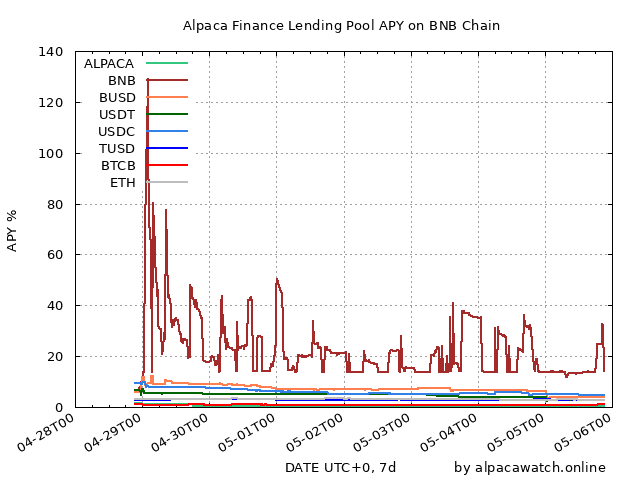 Alpaca Finance Lending Pool APY on BNB Chain
140
120
100
80
60
40
20
0
APY %
ALPACA
BNB
BUSD
USDT
USDC
TUSD
BTCB
ETH
04-28T00
04-29T00
04-30T00
05-01T00
05-02T00
05-03T00
05-04T00
05-05T00
05-06T00
DATE UTC+0, 7d
by alpacawatch.online